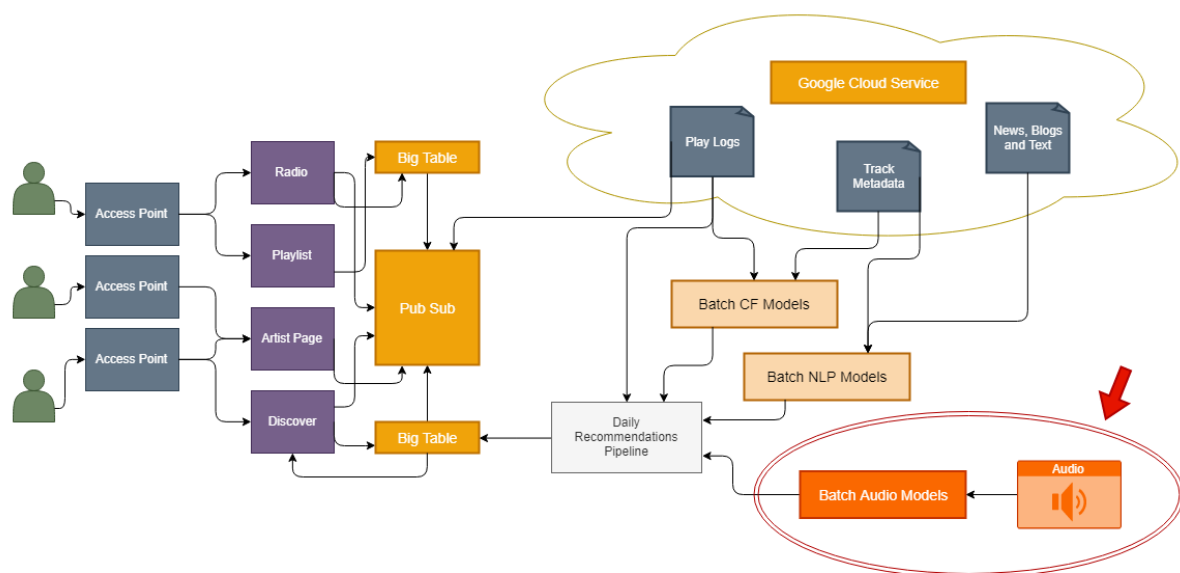 Google Cloud Service
Play Logs
News, Blogs
and Text
Track
Metadata
Radio
Big Table
Access Point
Playlist
Access Point
Pub Sub
Batch CF Models
Artist Page
Access Point
Batch NLP Models
Discover
Big Table
Daily
Recommendations
Pipeline
Audio
Batch Audio Models